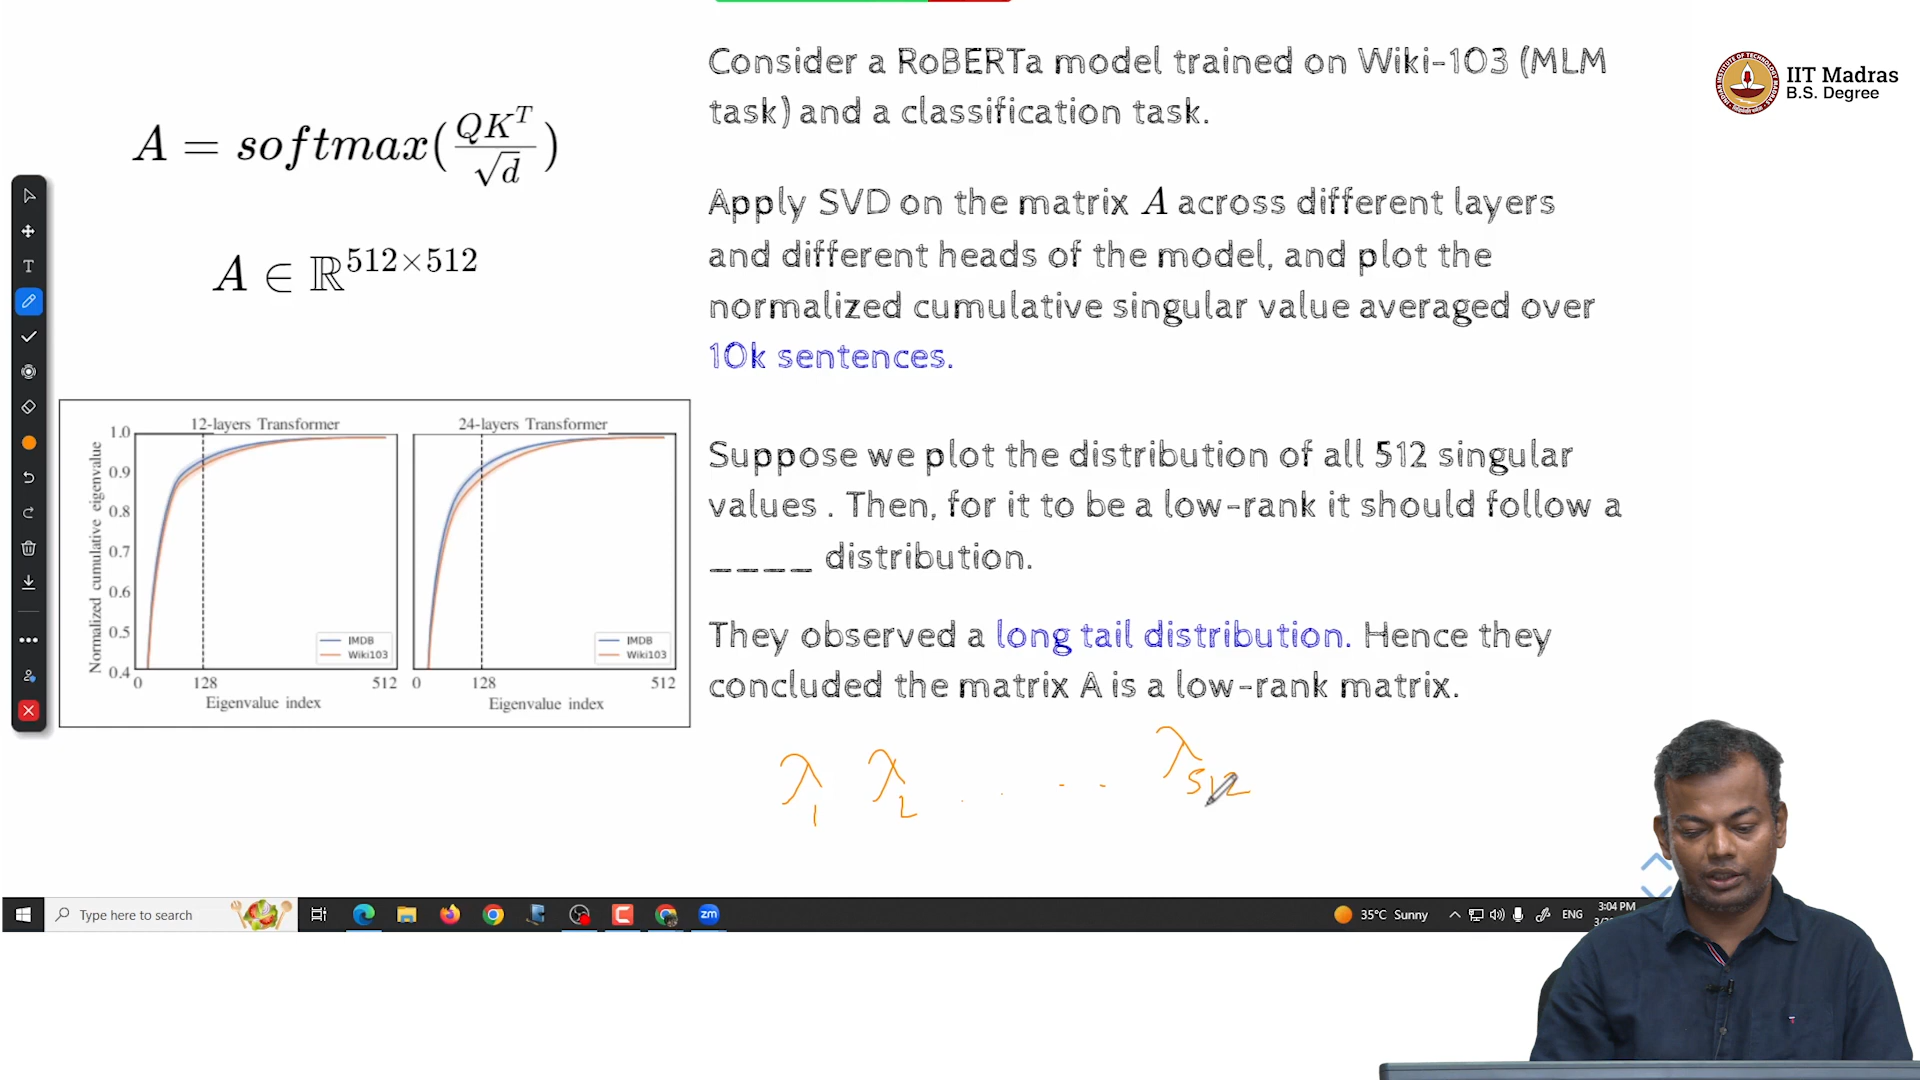 Consider a RoBERTa model trained on Wiki-103 (MLM
task) and a classification task.
IIT Madras
B.S. Degree
A = softmax(QK^T/√d)
A ∈ ℝ^512×512
Apply SVD on the matrix A across different layers
and different heads of the model, and plot the
normalized cumulative singular value averaged over
10k sentences.
12-layers Transformer
24-layers Transformer
Normalized cumulative eigenvalue
1.0
0.9
0.8
0.7
0.6
0.5
0.4
IMDB
Wiki103
IMDB
Wiki103
0 128 512
0 128 512
Eigenvalue index
Eigenvalue index
Suppose we plot the distribution of all 512 singular
values . Then, for it to be a low-rank it should follow a
____ distribution.
They observed a long tail distribution. Hence they
concluded the matrix A is a low-rank matrix.
λ1 λ2 . . . . λ512
Type here to search
zm
35°C Sunny
ENG
3:04 PM